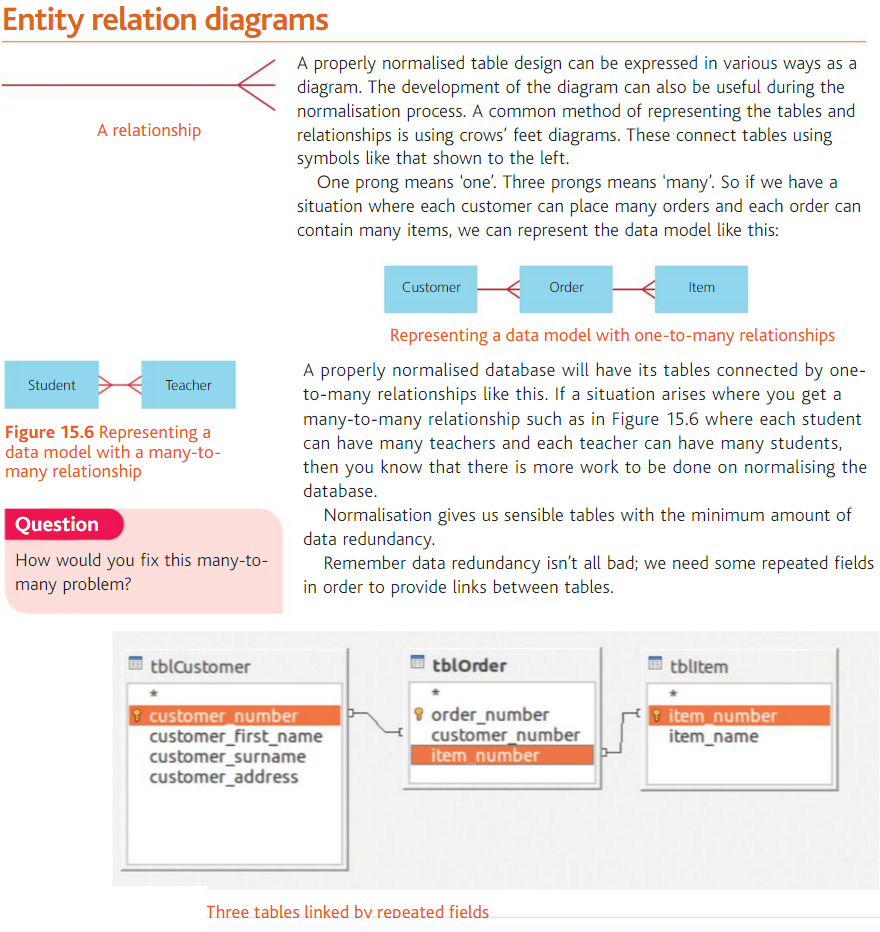 Entity relation diagrams
A relationship
A properly normalised table design can be expressed in various ways as a
diagram. The development of the diagram can also be useful during the
normalisation process. A common method of representing the tables and
relationships is using crows’ feet diagrams. These connect tables using
symbols like that shown to the left.
One prong means ‘one’. Three prongs means ‘many’. So if we have a
situation where each customer can place many orders and each order can
contain many items, we can represent the data model like this:
Customer Order Item
Representing a data model with one-to-many relationships
Student Teacher
Figure 15.6 Representing a
data model with a many-to-
many relationship
A properly normalised database will have its tables connected by one-
to-many relationships like this. If a situation arises where you get a
many-to-many relationship such as in Figure 15.6 where each student
can have many teachers and each teacher can have many students,
then you know that there is more work to be done on normalising the
database.
Normalisation gives us sensible tables with the minimum amount of
data redundancy.
Remember data redundancy isn’t all bad; we need some repeated fields
in order to provide links between tables.
Question
How would you fix this many-to-
many problem?
tblCustomer
*
customer_number
customer_first_name
customer_surname
customer_address
tblOrder
*
order_number
customer_number
item_number
tblItem
*
item_number
item_name
Three tables linked by repeated fields